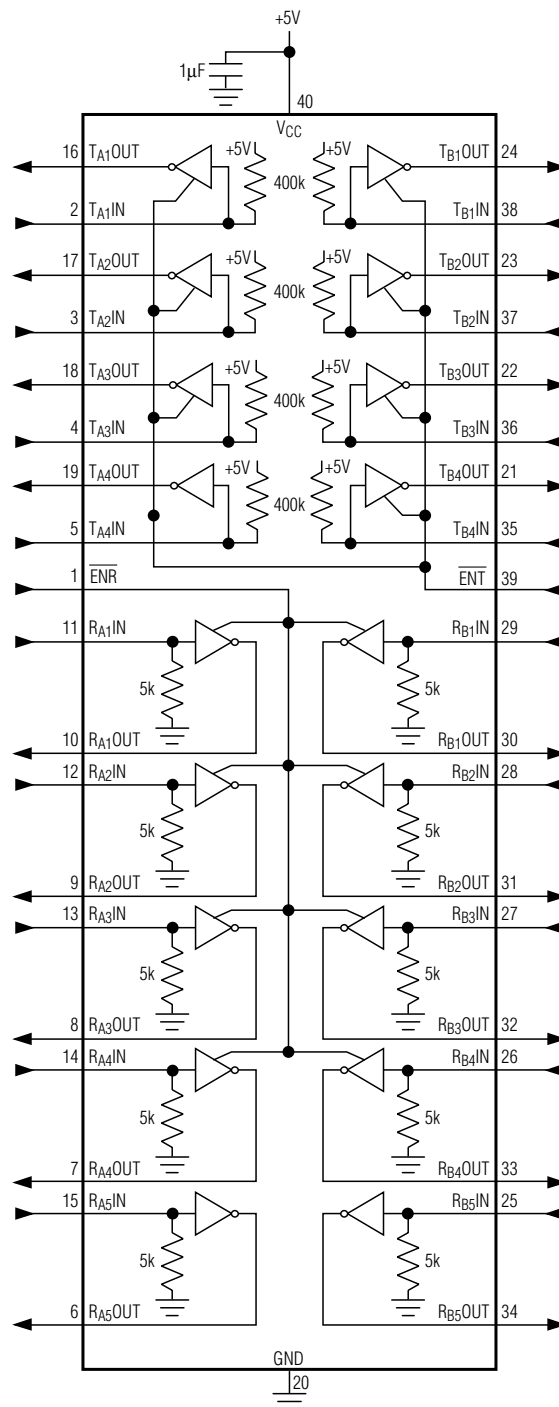 +5V
1µF
40
VCC
16 TA1OUT +5V +5V TB1OUT 24
400k
2 TA1IN TB1IN 38
17 TA2OUT +5V +5V TB2OUT 23
400k
3 TA2IN TB2IN 37
18 TA3OUT +5V +5V TB3OUT 22
400k
4 TA3IN TB3IN 36
19 TA4OUT +5V +5V TB4OUT 21
400k
5 TA4IN TB4IN 35
1 ENR ENT 39
11 RA1IN RB1IN 29
5k 5k
10 RA1OUT RB1OUT 30
12 RA2IN RB2IN 28
5k 5k
9 RA2OUT RB2OUT 31
13 RA3IN RB3IN 27
5k 5k
8 RA3OUT RB3OUT 32
14 RA4IN RB4IN 26
5k 5k
7 RA4OUT RB4OUT 33
15 RA5IN RB5IN 25
5k 5k
6 RA5OUT RB5OUT 34
GND
20